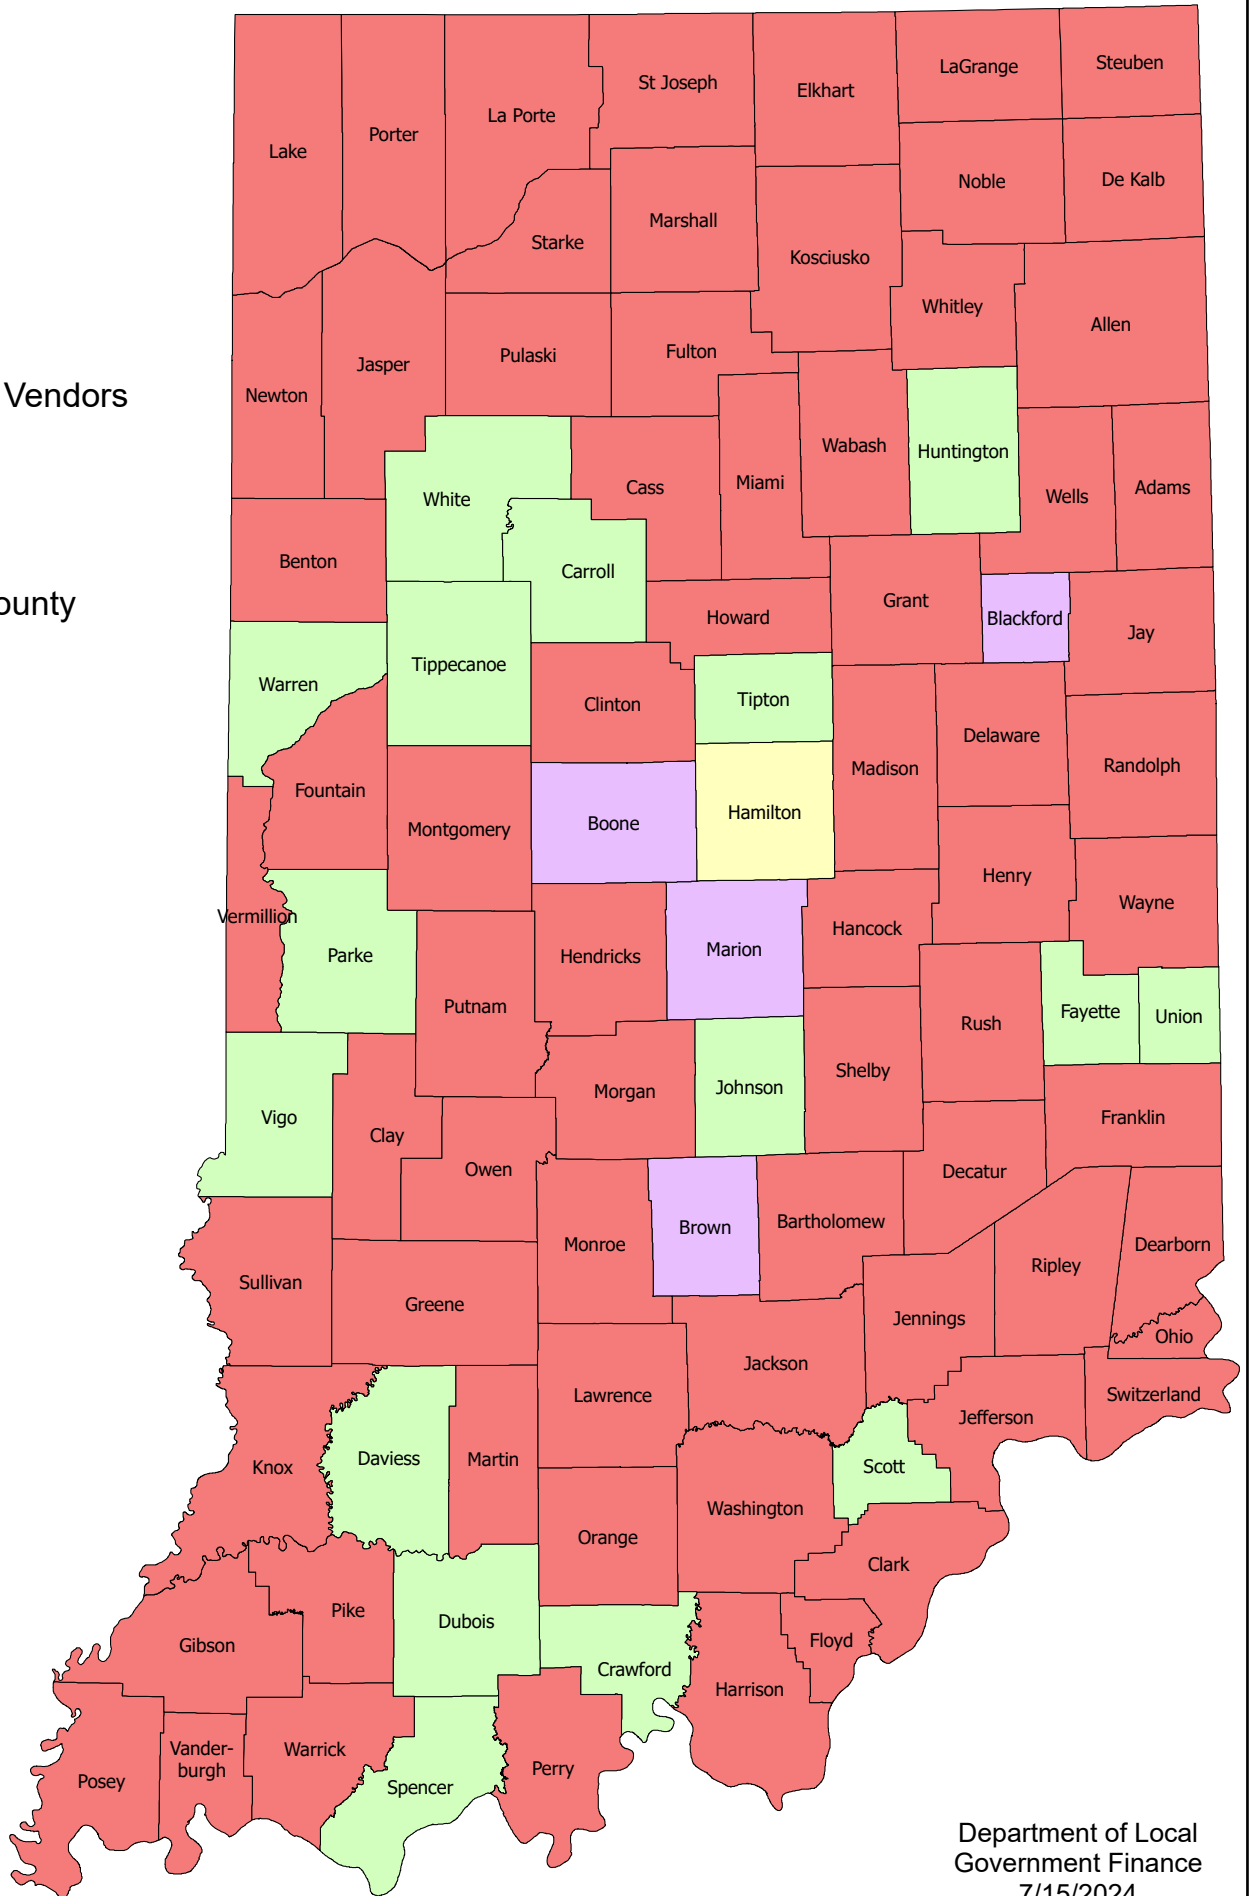 St Joseph
LaGrange
Steuben
Elkhart
La Porte
Porter
Lake
Noble
De Kalb
Marshall
Starke
Kosciusko
Whitley
Allen
Pulaski
Fulton
Jasper
Newton
Vendors
Wabash
Huntington
Miami
Cass
White
Wells
Adams
Benton
Carroll
ounty
Howard
Grant
Blackford
Jay
Tippecanoe
Warren
Clinton
Tipton
Delaware
Madison
Randolph
Fountain
Montgomery
Boone
Hamilton
Henry
Wayne
Vermillion
Parke
Hendricks
Marion
Hancock
Putnam
Rush
Fayette
Union
Vigo
Clay
Morgan
Johnson
Shelby
Franklin
Owen
Decatur
Monroe
Brown
Bartholomew
Dearborn
Ripley
Sullivan
Greene
Jennings
Ohio
Jackson
Lawrence
Switzerland
Jefferson
Knox
Daviess
Martin
Scott
Washington
Orange
Clark
Pike
Dubois
Gibson
Floyd
Crawford
Harrison
Posey
Vander-
burgh
Warrick
Perry
Spencer
Department of Local
Government Finance
7/15/2024